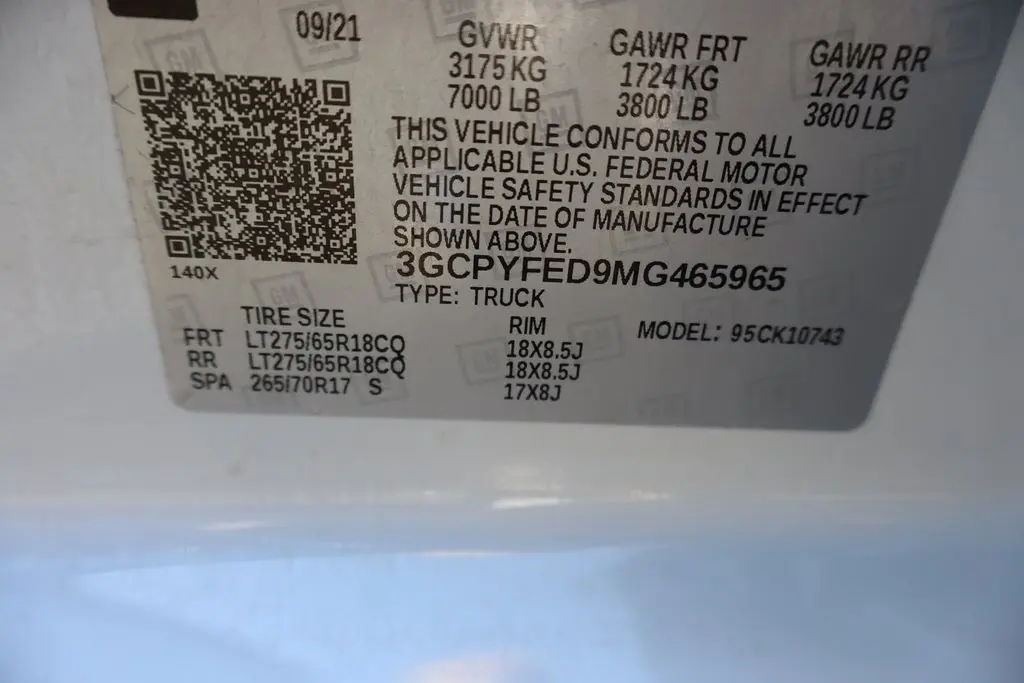 09/21
GVWR GAWR FRT GAWR RR
3175 KG 1724 KG 1724 KG
7000 LB 3800 LB 3800 LB
THIS VEHICLE CONFORMS TO ALL
APPLICABLE U.S. FEDERAL MOTOR
VEHICLE SAFETY STANDARDS IN EFFECT
ON THE DATE OF MANUFACTURE
SHOWN ABOVE.
3GCPYFED9MG465965
140X
TYPE: TRUCK
TIRE SIZE RIM MODEL: 95CK10743
FRT LT275/65R18CQ 18X8.5J
RR LT275/65R18CQ 18X8.5J
SPA 265/70R17 S 17X8J